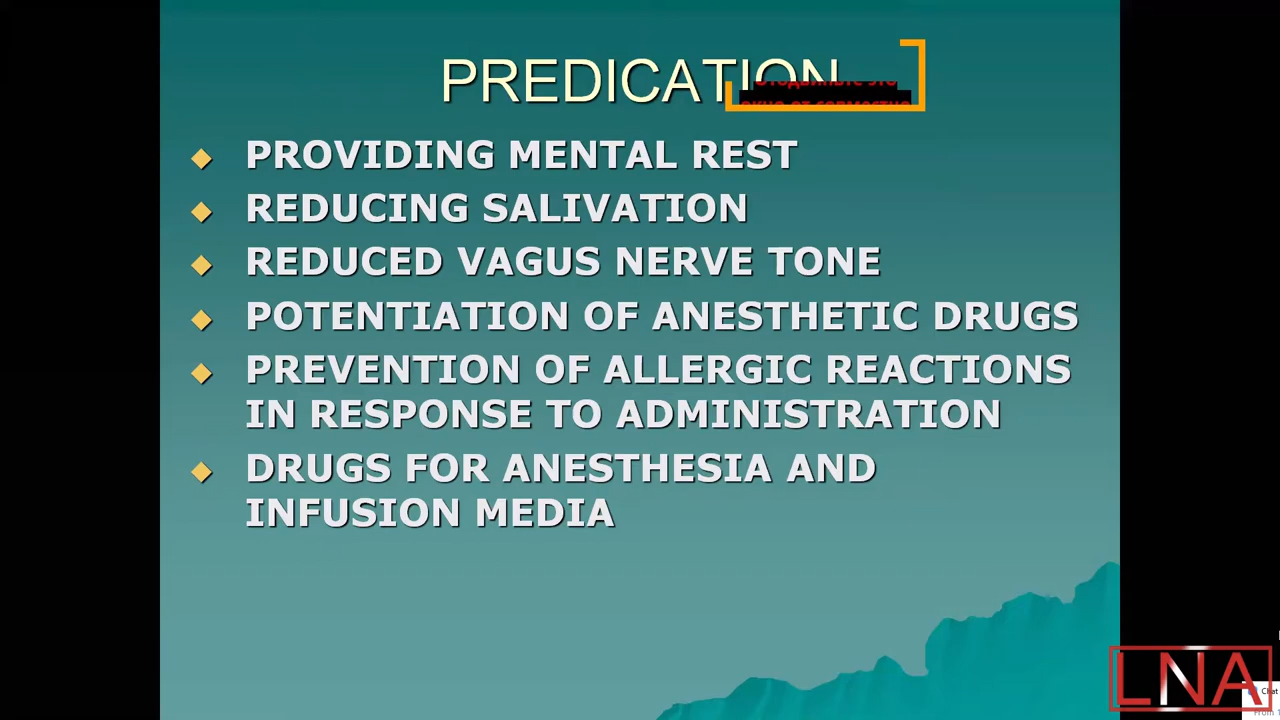 PREDICATION
PROVIDING MENTAL REST
REDUCING SALIVATION
REDUCED VAGUS NERVE TONE
POTENTIATION OF ANESTHETIC DRUGS
PREVENTION OF ALLERGIC REACTIONS
IN RESPONSE TO ADMINISTRATION
DRUGS FOR ANESTHESIA AND
INFUSION MEDIA
LNA
Chat